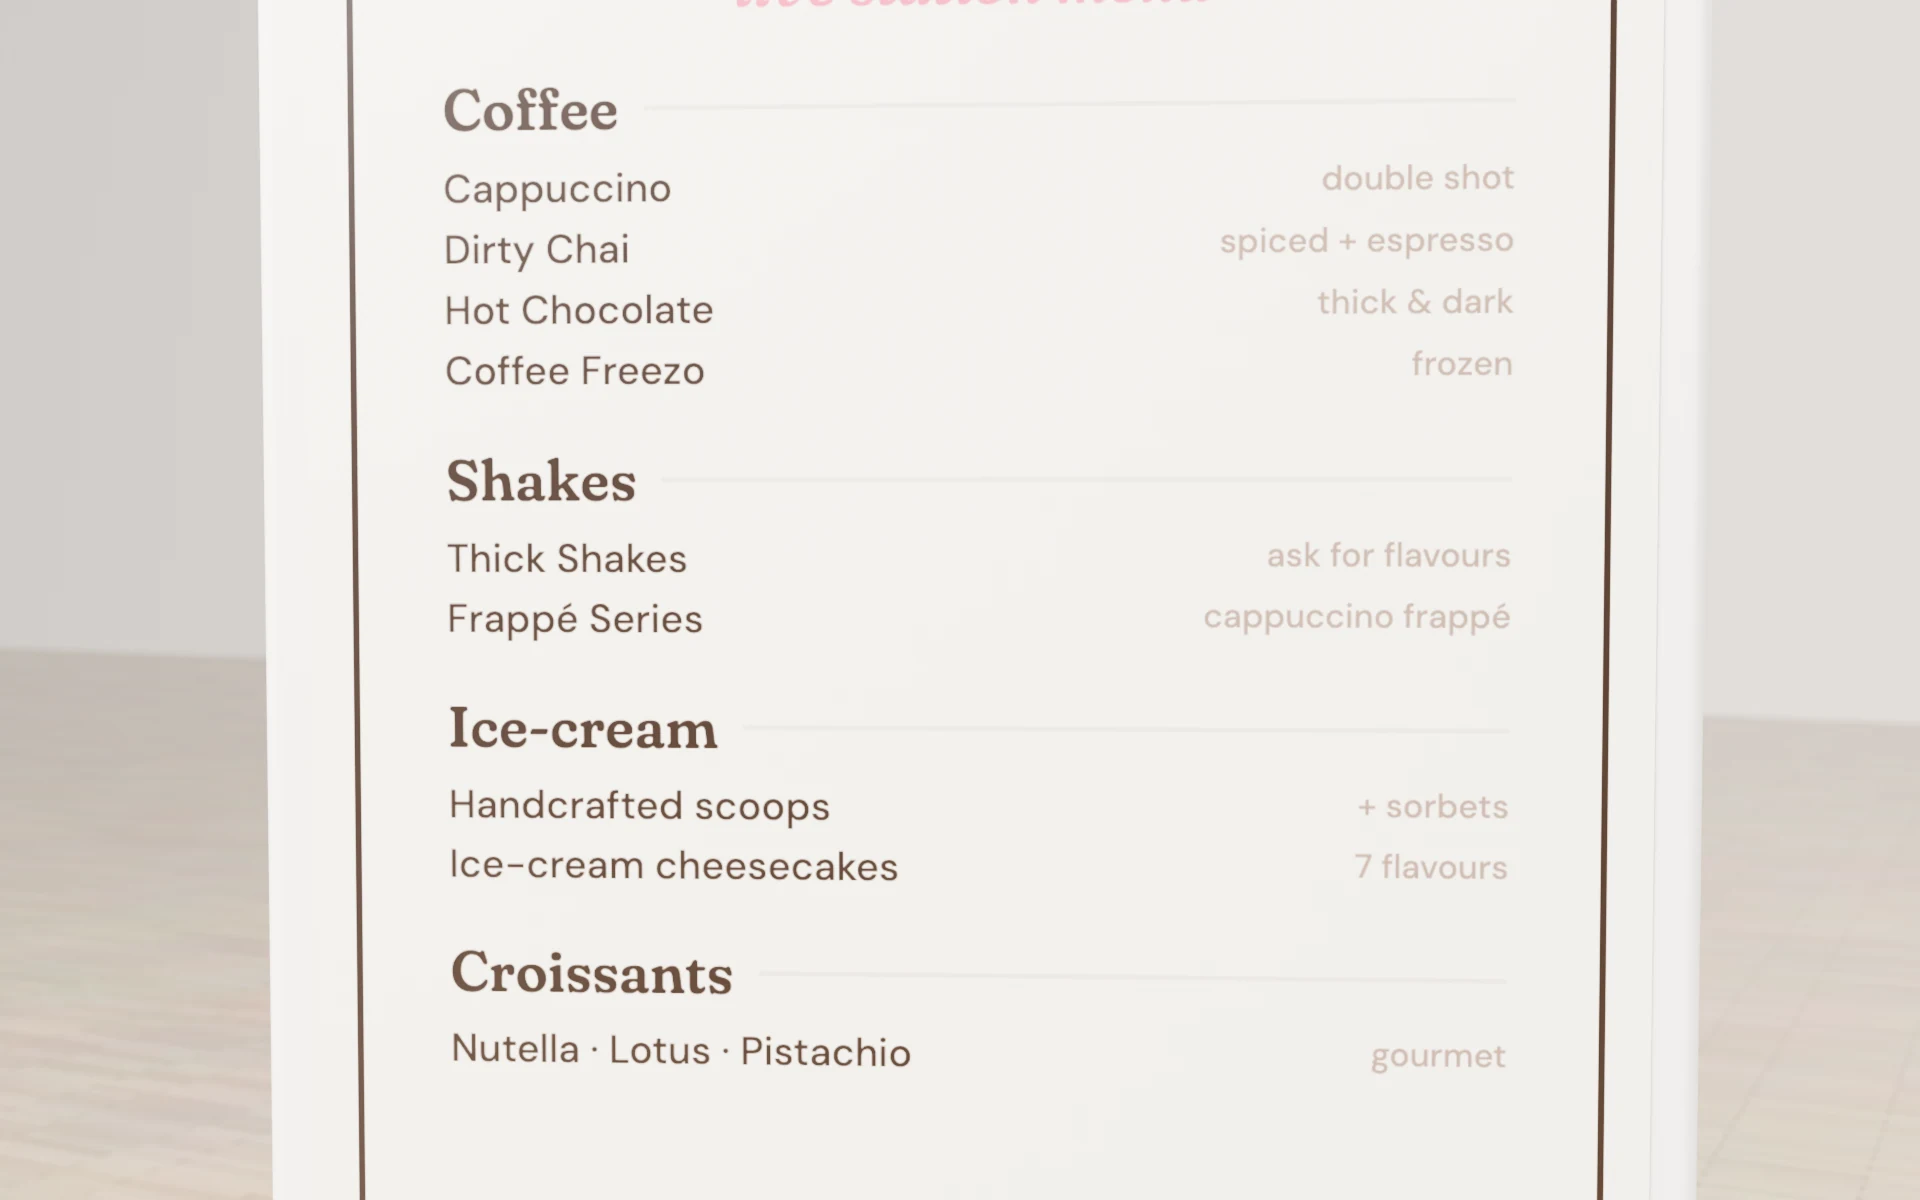 Coffee
Cappuccino double shot
Dirty Chai spiced + espresso
Hot Chocolate thick & dark
Coffee Freezo frozen
Shakes
Thick Shakes ask for flavours
Frappé Series cappuccino frappé
Ice-cream
Handcrafted scoops + sorbets
Ice-cream cheesecakes 7 flavours
Croissants
Nutella · Lotus · Pistachio gourmet